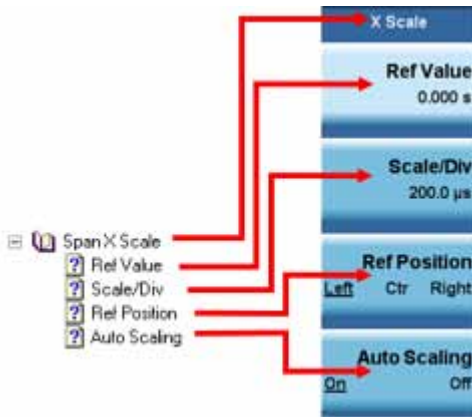 X Scale
Ref Value
0.000 s
Scale/Div
200.0 µs
Span X Scale
Ref Value
Scale/Div
Ref Position
Auto Scaling
Ref Position
Left Ctr Right
Auto Scaling
On Off